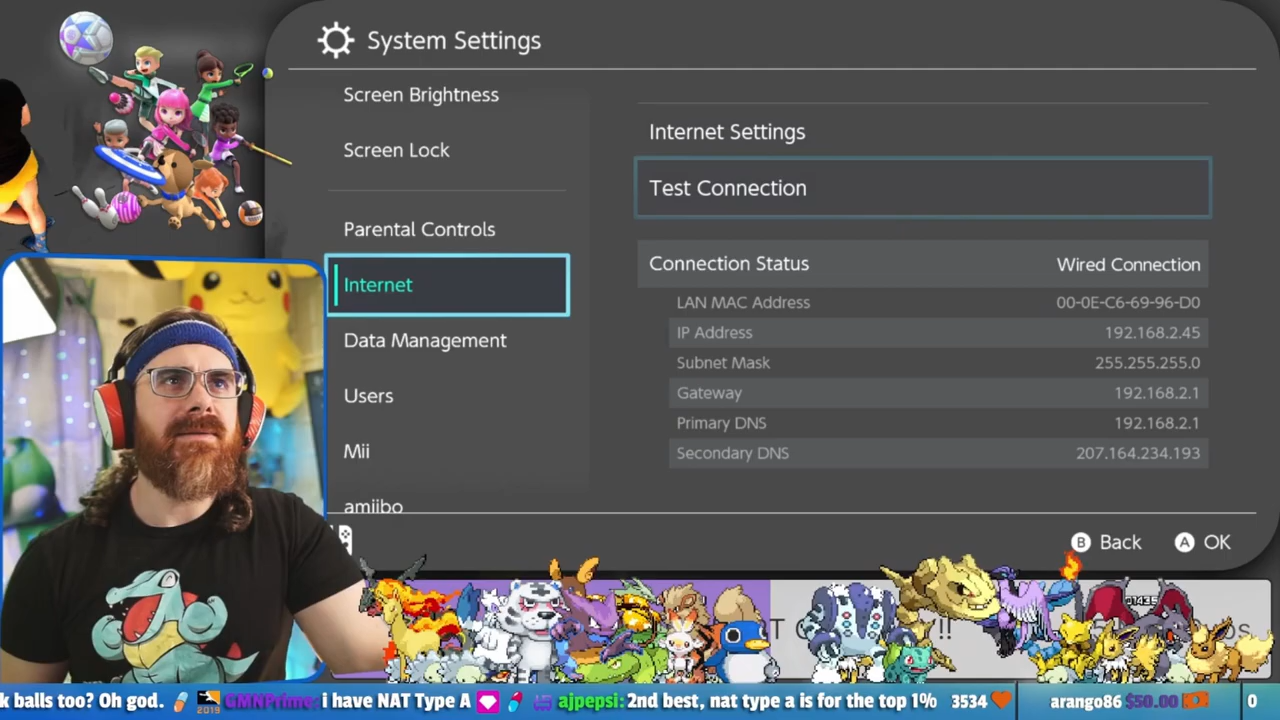 System Settings
Screen Brightness
Screen Lock
Parental Controls
Internet
Data Management
Users
Mii
amiibo
Internet Settings
Test Connection
Connection Status Wired Connection
LAN MAC Address 00-0E-C6-69-96-D0
IP Address 192.168.2.45
Subnet Mask 255.255.255.0
Gateway 192.168.2.1
Primary DNS 192.168.2.1
Secondary DNS 207.164.234.193
B Back A OK
01435
k balls too? Oh god. 2019 GMNPrime: i have NAT Type A ajpepsi: 2nd best, nat type a is for the top 1% 3534 arango86 $50.00 0